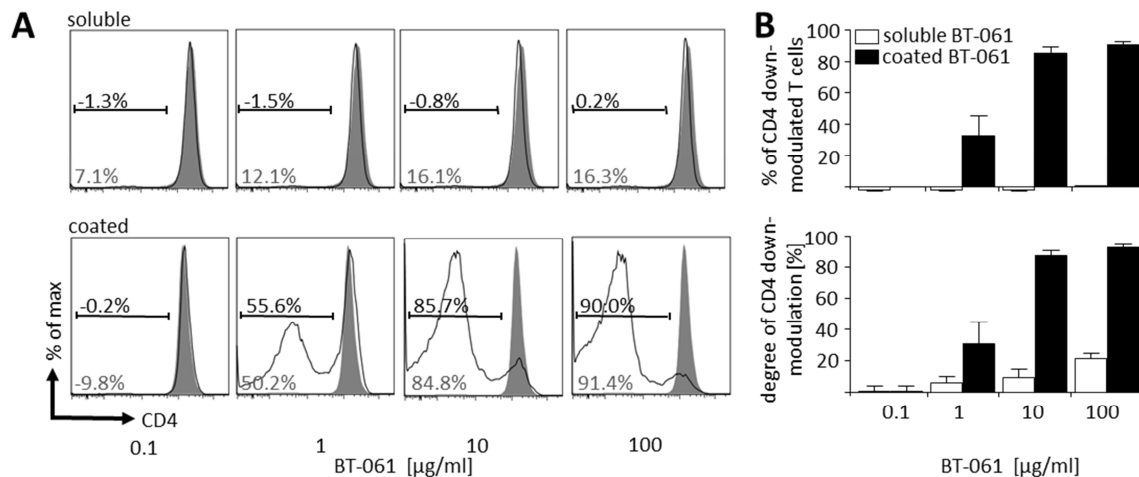 A
soluble
-1.3%
-1.5%
-0.8%
0.2%
7.1%
12.1%
16.1%
16.3%
coated
-0.2%
55.6%
85.7%
90.0%
-9.8%
50.2%
84.8%
91.4%
% of max
CD4
0.1
1
10
100
BT-061 [µg/ml]
B
% of CD4 down-
modulated T cells
100
80
60
40
20
soluble BT-061
coated BT-061
degree of CD4 down-
modulation [%]
100
80
60
40
20
0.1
1
10
100
BT-061 [µg/ml]